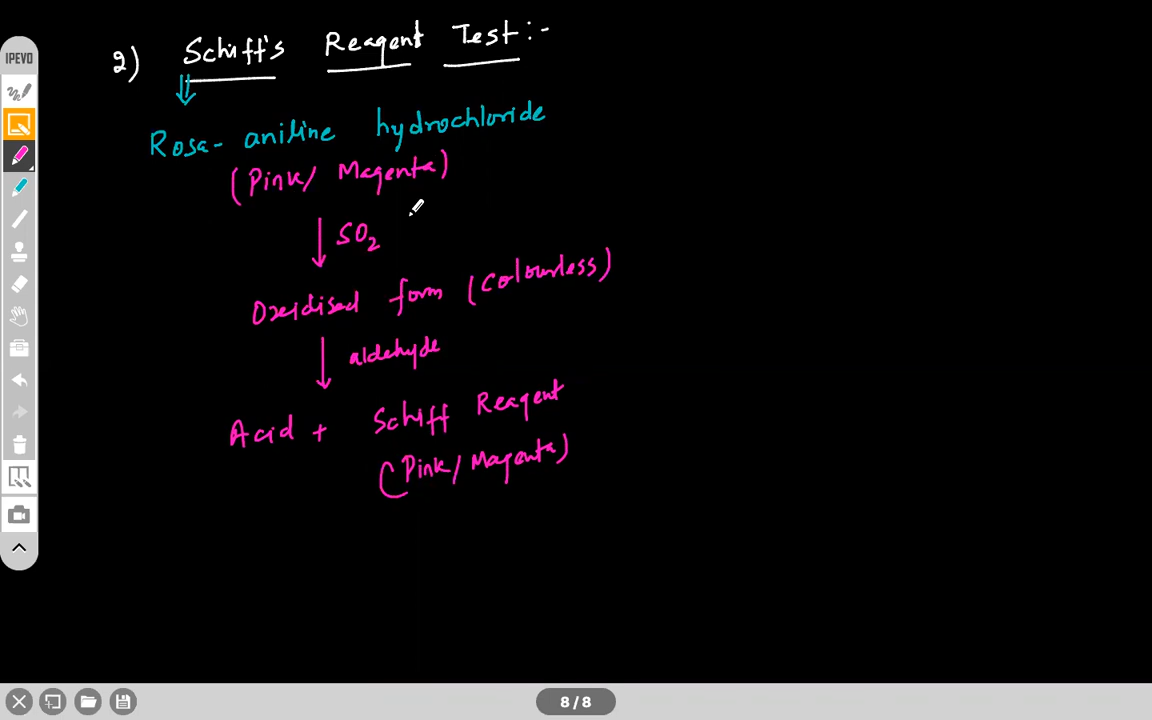 IPEVO
2) Schiff's Reagent Test :-
Rosa-aniline hydrochloride
(Pink/ Magenta)
SO2
Oxidised form (Colourless)
aldehyde
Acid + Schiff Reagent
(Pink/Magenta)
8 / 8